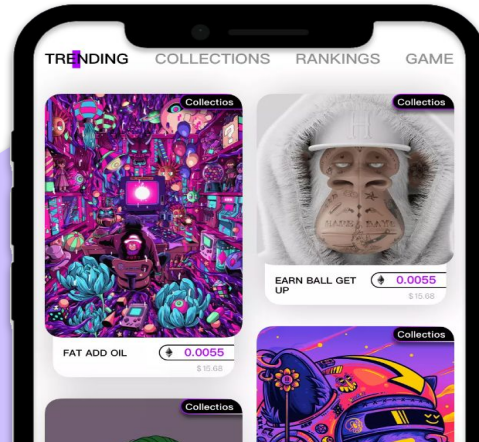 TRENDING COLLECTIONS RANKINGS GAME
Collectios
FAT ADD OIL 0.0055
$15.68
Collectios
EARN BALL GET
UP
0.0055
$15.68
Collectios
Collectios